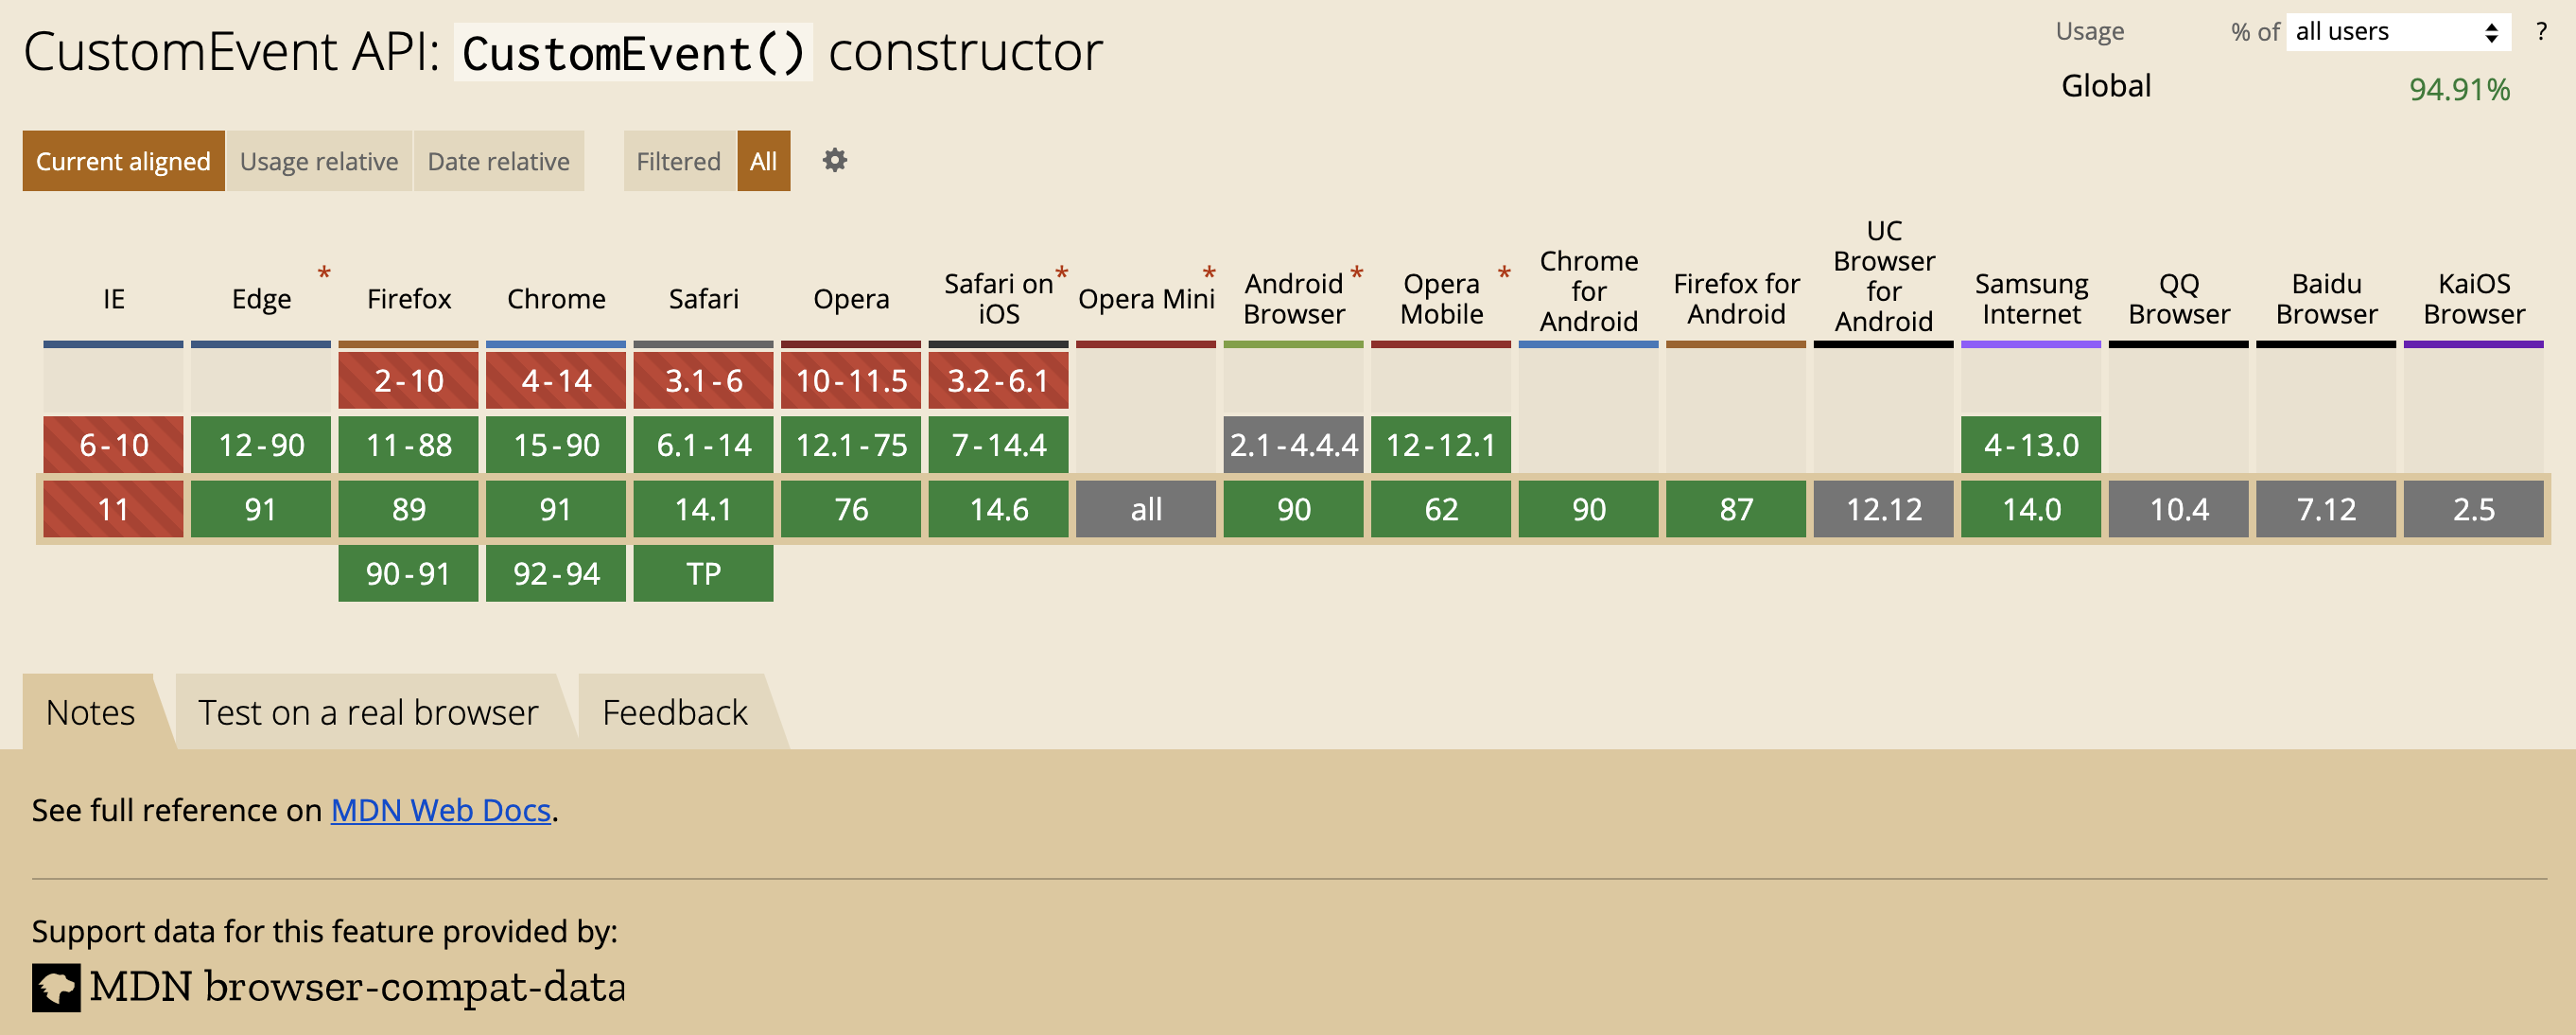 CustomEvent API: CustomEvent() constructor
Usage % of all users ?
Global 94.91%
Current aligned Usage relative Date relative Filtered All
IE Edge * Firefox Chrome Safari Opera Safari on iOS * Opera Mini * Android Browser * Opera Mobile * Chrome for Android Firefox for Android UC Browser for Android Samsung Internet QQ Browser Baidu Browser KaiOS Browser
2-10 4-14 3.1-6 10-11.5 3.2-6.1
6-10 12-90 11-88 15-90 6.1-14 12.1-75 7-14.4 2.1-4.4.4 12-12.1 4-13.0
11 91 89 91 14.1 76 14.6 all 90 62 90 87 12.12 14.0 10.4 7.12 2.5
90-91 92-94 TP
Notes Test on a real browser Feedback
See full reference on MDN Web Docs.
Support data for this feature provided by:
MDN browser-compat-data